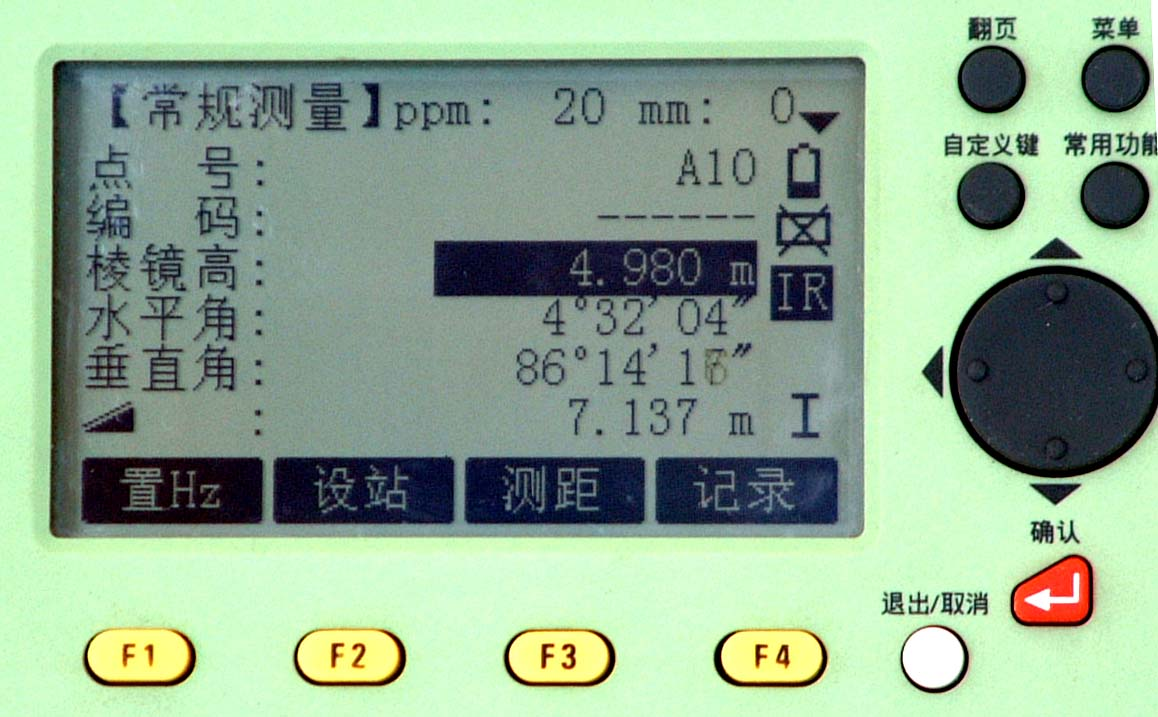 翻页 菜单
【常规测量】ppm: 20 mm: 0
自定义键 常用功能
点 号: A10
编 码: ------
棱镜高: 4.980 m
IR
水平角: 4°32′04″
垂直角: 86°14′
: 7.137 m I
置Hz 设站 测距 记录
确认
退出/取消
F1 F2 F3 F4